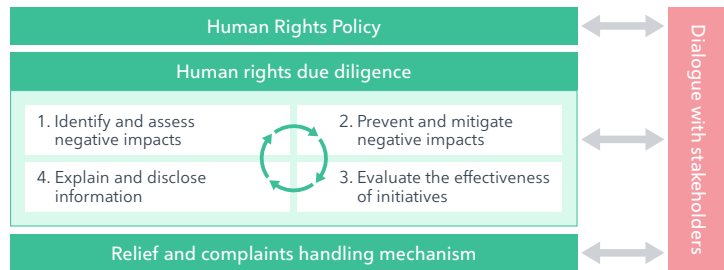 Human Rights Policy
Human rights due diligence
1. Identify and assess
negative impacts
2. Prevent and mitigate
negative impacts
4. Explain and disclose
information
3. Evaluate the effectiveness
of initiatives
Relief and complaints handling mechanism
Dialogue with stakeholders